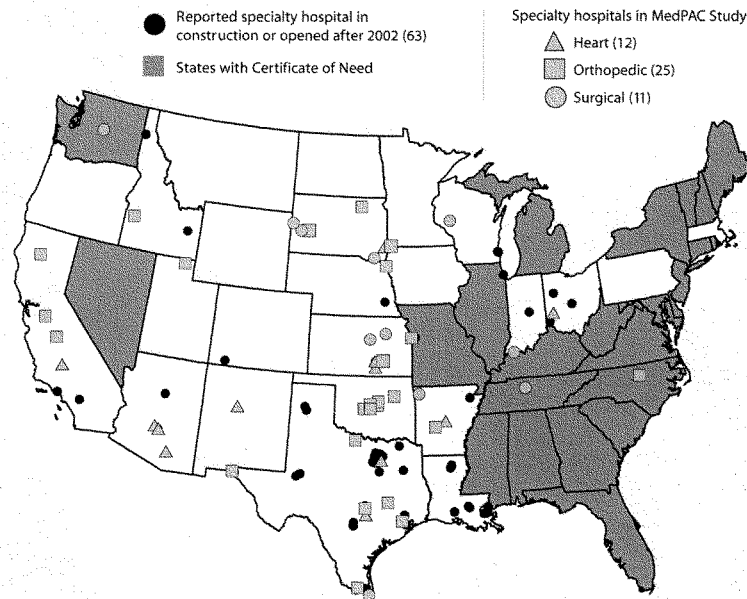 Reported specialty hospital in
construction or opened after 2002 (63)
States with Certificate of Need
Specialty hospitals in MedPAC Study
Heart (12)
Orthopedic (25)
Surgical (11)